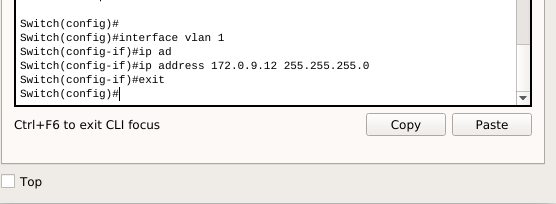 Switch(config)#
Switch(config)#interface vlan 1
Switch(config-if)#ip ad
Switch(config-if)#ip address 172.0.9.12 255.255.255.0
Switch(config-if)#exit
Switch(config)#
Ctrl+F6 to exit CLI focus
Copy
Paste
Top